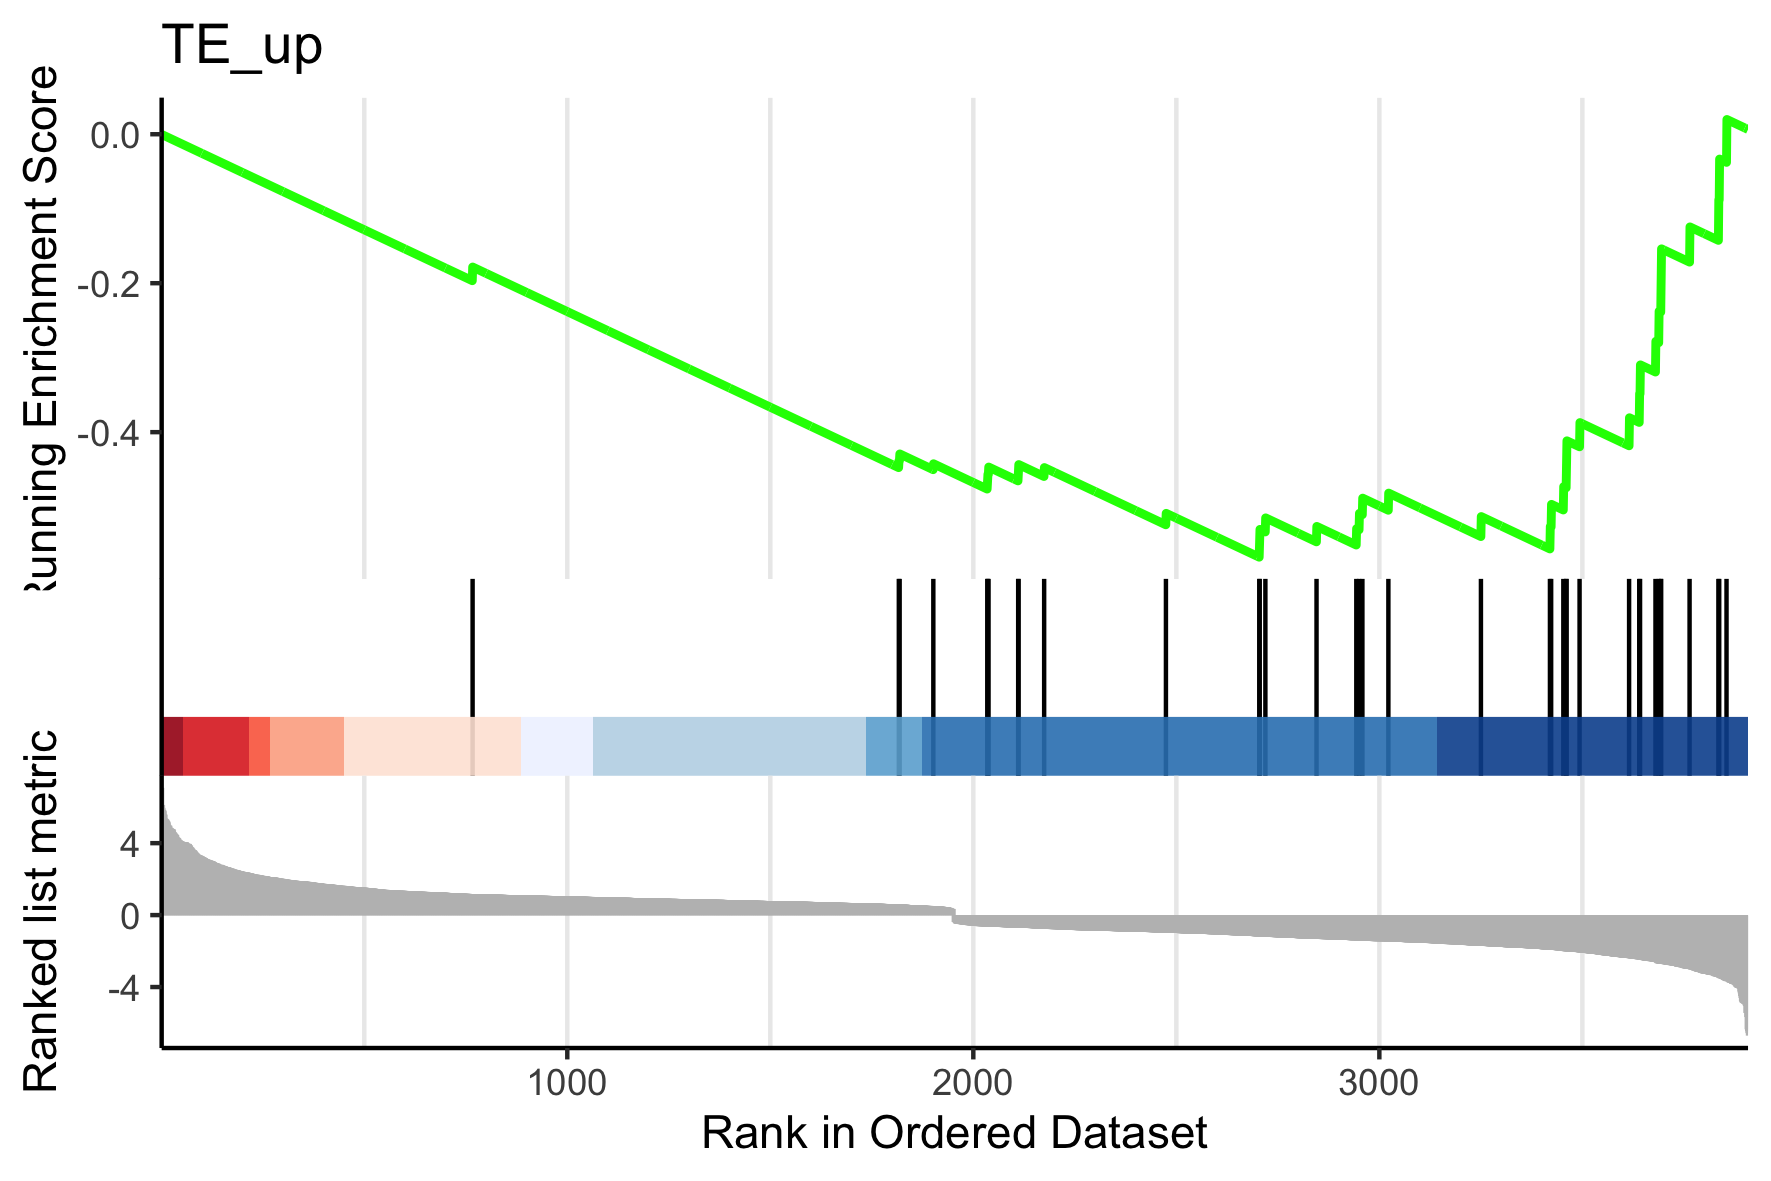 TE_up
Running Enrichment Score
0.0
-0.2
-0.4
Ranked list metric
4
0
-4
1000
2000
3000
Rank in Ordered Dataset